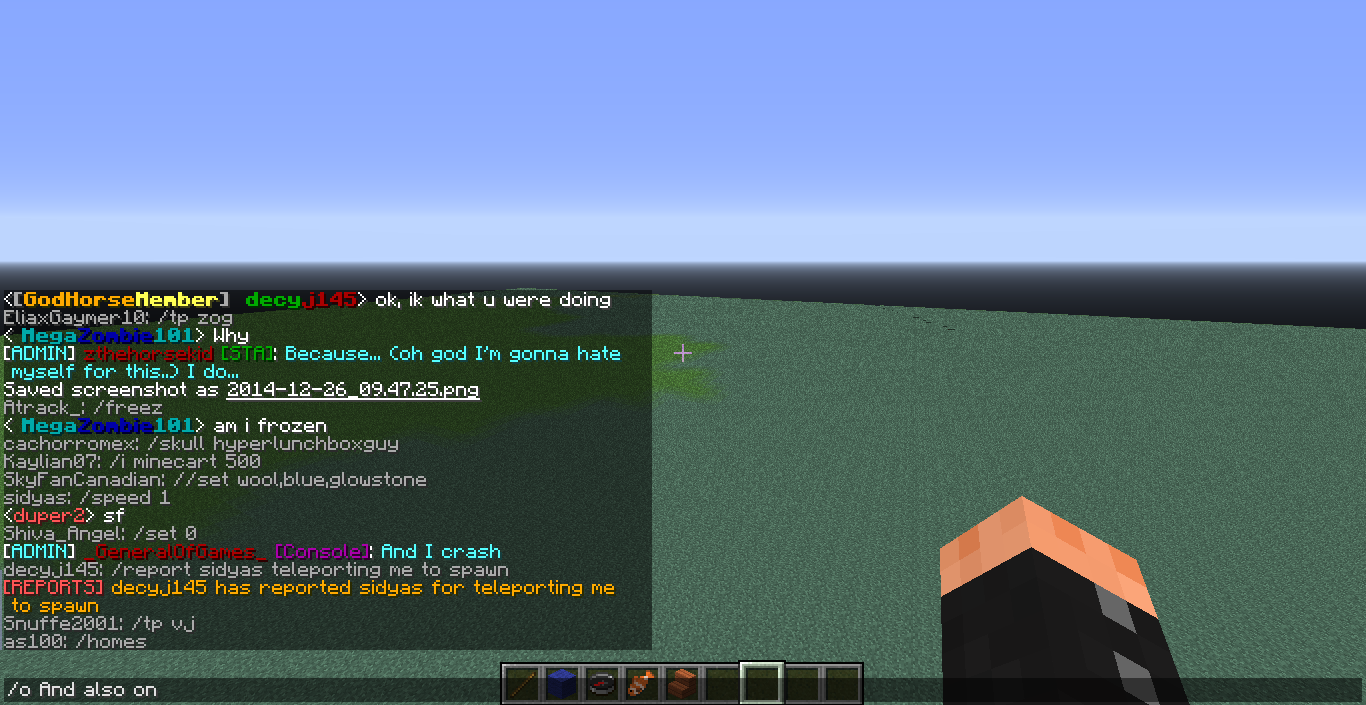 <[GodHorseMember] decyj145> ok, ik what u were doing
EliaxGaymer10: /tp zog
< MegaZombie101> Why
[ADMIN] zthehorsekid [STA]: Because... (oh god I'm gonna hate
myself for this..) I do...
Saved screenshot as 2014-12-26_09.47.25.png
Atrack_: /freez
< MegaZombie101> am i frozen
cachorromex: /skull hyperlunchboxguy
Kaylian07: /i minecart 500
SkyFanCanadian: //set wool,blue,glowstone
sidyas: /speed 1
<duper2> sf
Shiva_Angel: /set 0
[ADMIN] _GeneralOfGames_ [Console]: And I crash
decyj145: /report sidyas teleporting me to spawn
[REPORTS] decyj145 has reported sidyas for teleporting me
to spawn
Snuffe2001: /tp vj
as100: /homes
/o And also on